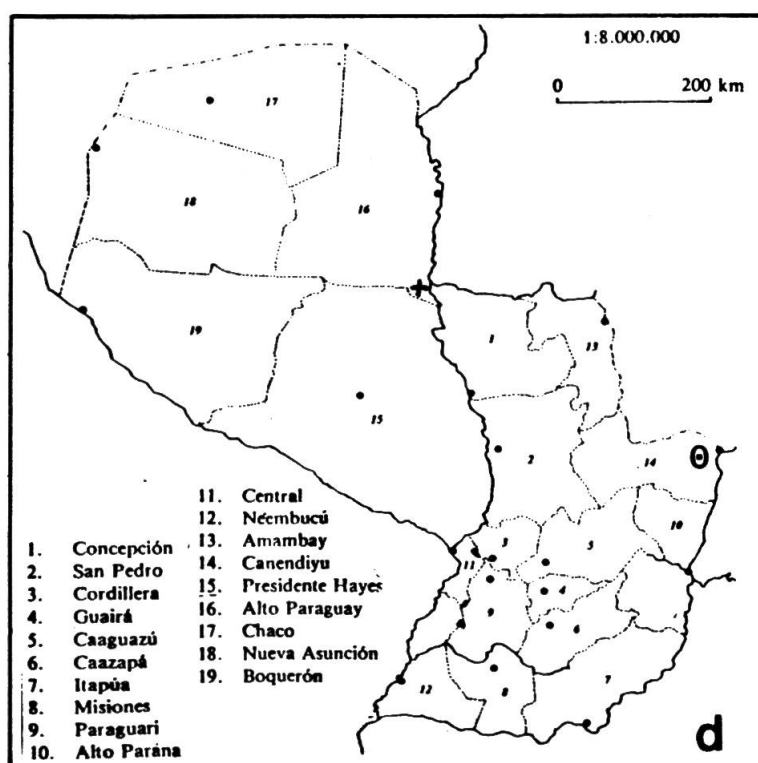 1:8.000.000
0 200 km
17
18
16
19
1
13
15
2
14
10
3
5
11
4
9
6
12
8
7
1. Concepción
2. San Pedro
3. Cordillera
4. Guairá
5. Caaguazú
6. Caazapá
7. Itapúa
8. Misiones
9. Paraguari
10. Alto Parána
11. Central
12. Néembucú
13. Amambay
14. Canendiyu
15. Presidente Hayes
16. Alto Paraguay
17. Chaco
18. Nueva Asunción
19. Boquerón
d